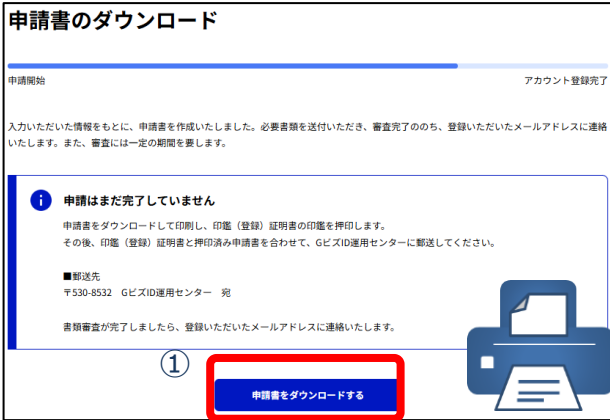 申請書のダウンロード
申請開始
アカウント登録完了
入力いただいた情報をもとに、申請書を作成いたしました。必要書類を送付いただき、審査完了ののち、登録いただいたメールアドレスに連絡
いたします。また、審査には一定の期間を要します。
申請はまだ完了していません
申請書をダウンロードして印刷し、印鑑（登録）証明書の印鑑を押印します。
その後、印鑑（登録）証明書と押印済み申請書を合わせて、GビズID運用センターに郵送してください。
■郵送先
〒530-8532　GビズID運用センター　宛
書類審査が完了しましたら、登録いただいたメールアドレスに連絡いたします。
①
申請書をダウンロードする